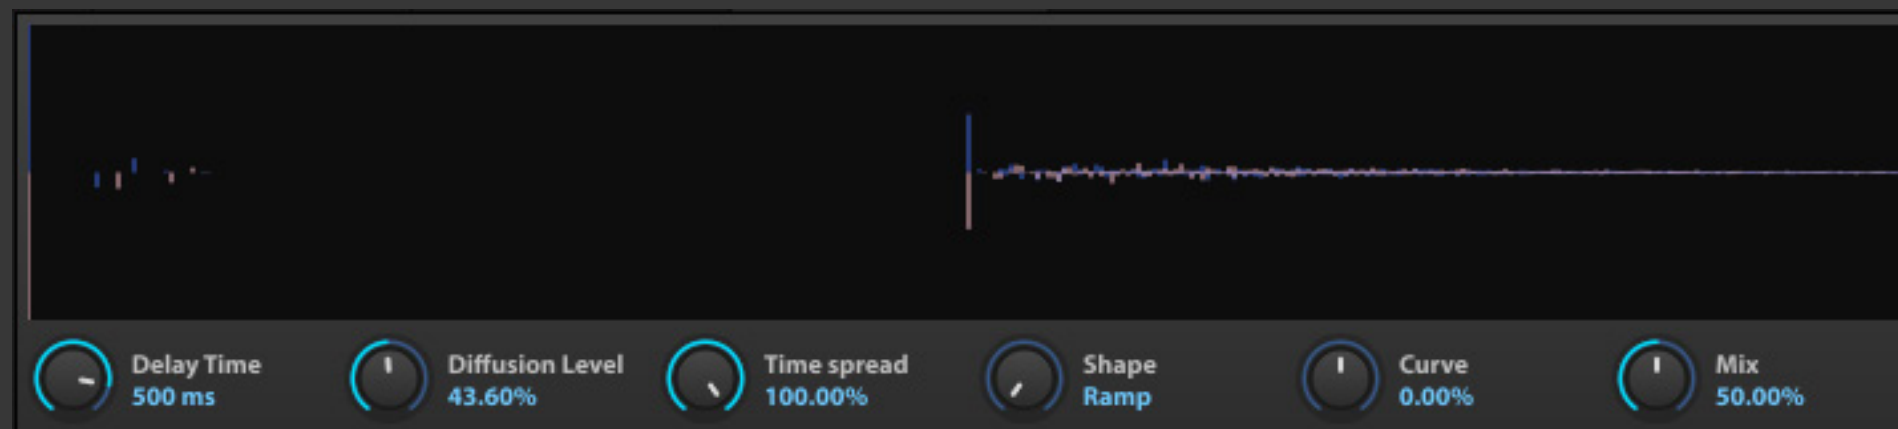 Delay Time
500 ms
Diffusion Level
43.60%
Time spread
100.00%
Shape
Ramp
Curve
0.00%
Mix
50.00%